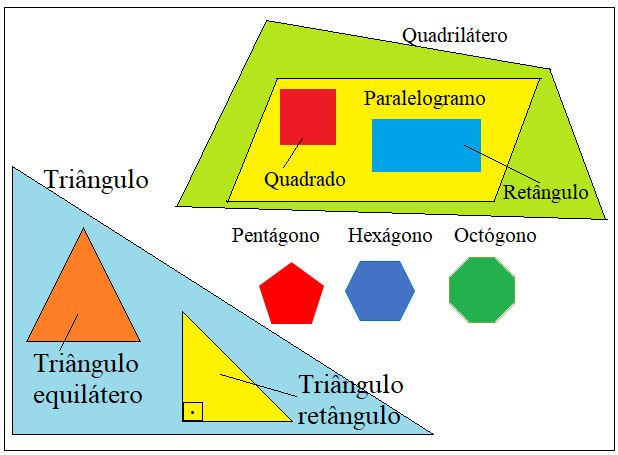 Quadrilátero
Paralelogramo
Quadrado
Retângulo
Triângulo
Pentágono Hexágono Octógono
Triângulo
equilátero
Triângulo
retângulo